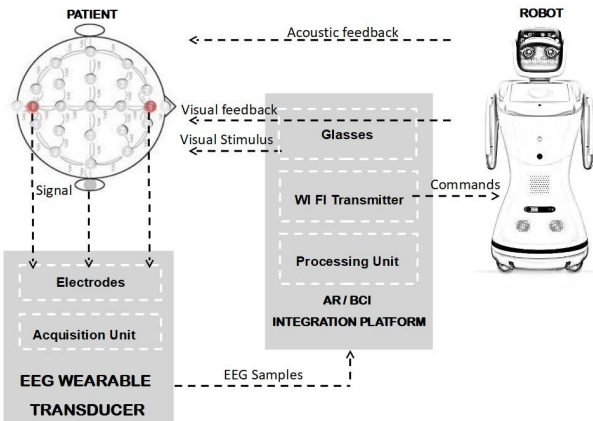 PATIENT
ROBOT
Acoustic feedback
Visual feedback
Visual Stimulus
Glasses
Signal
WI FI Transmitter
Commands
Processing Unit
AR / BCI
INTEGRATION PLATFORM
Electrodes
Acquisition Unit
EEG WEARABLE
TRANSDUCER
EEG Samples